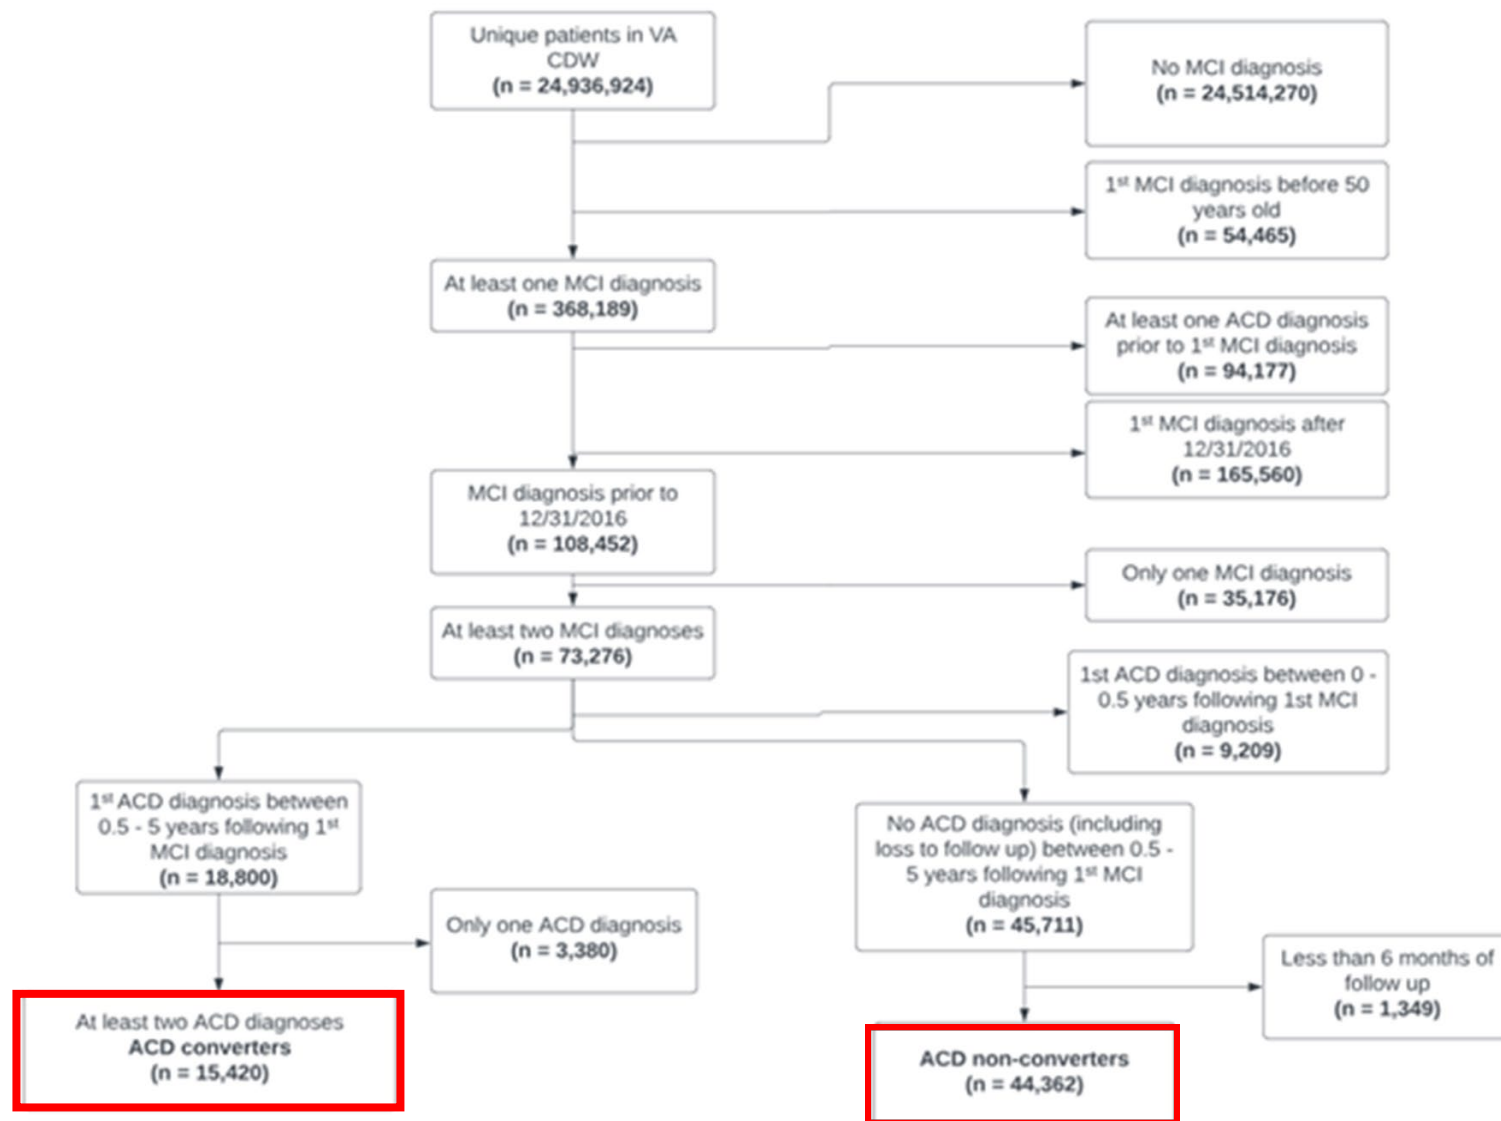 Unique patients in VA
CDW
(n = 24,936,924)
No MCI diagnosis
(n = 24,514,270)
1st MCI diagnosis before 50
years old
(n = 54,465)
At least one MCI diagnosis
(n = 368,189)
At least one ACD diagnosis
prior to 1st MCI diagnosis
(n = 94,177)
1st MCI diagnosis after
12/31/2016
(n = 165,560)
MCI diagnosis prior to
12/31/2016
(n = 108,452)
Only one MCI diagnosis
(n = 35,176)
At least two MCI diagnoses
(n = 73,276)
1st ACD diagnosis between 0 -
0.5 years following 1st MCI
diagnosis
(n = 9,209)
1st ACD diagnosis between
0.5 - 5 years following 1st
MCI diagnosis
(n = 18,800)
No ACD diagnosis (including
loss to follow up) between 0.5 -
5 years following 1st MCI
diagnosis
(n = 45,711)
Only one ACD diagnosis
(n = 3,380)
Less than 6 months of
follow up
(n = 1,349)
At least two ACD diagnoses
ACD converters
(n = 15,420)
ACD non-converters
(n = 44,362)